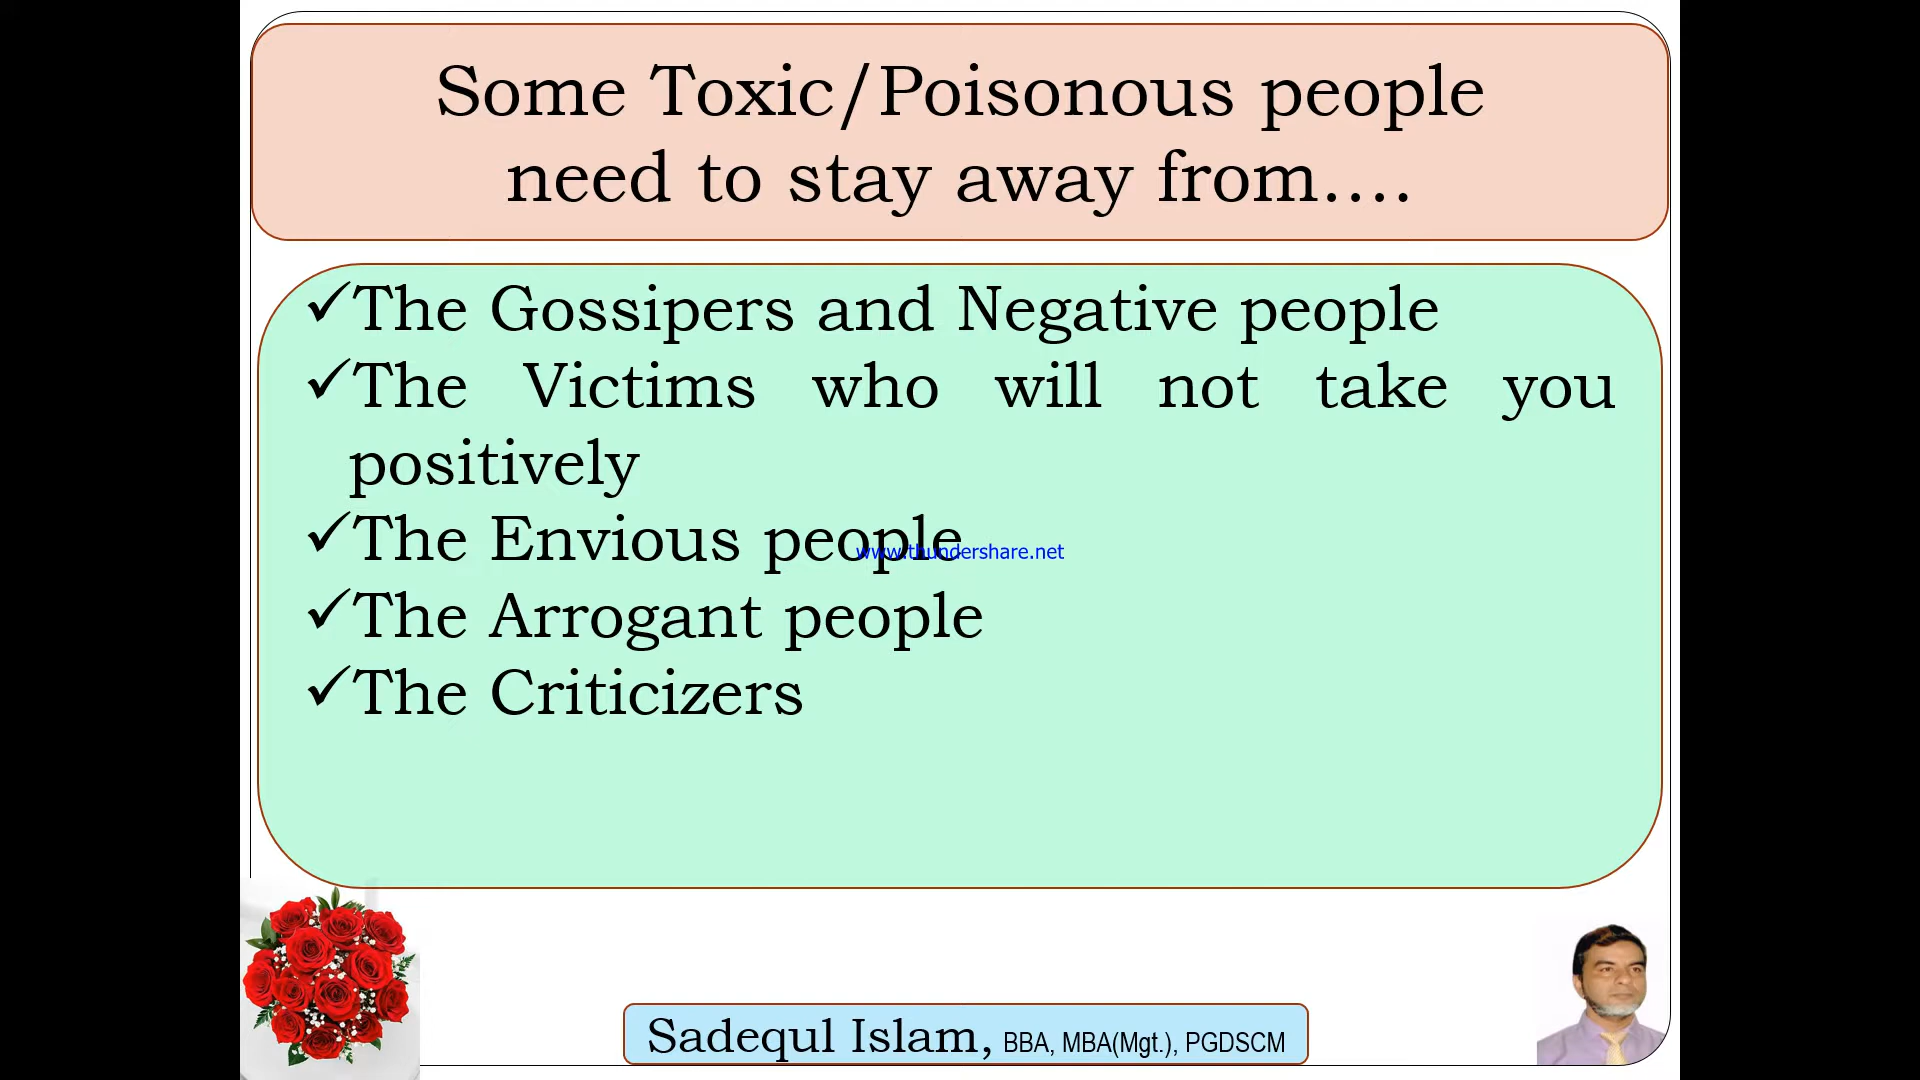 Some Toxic/Poisonous people
need to stay away from....
✓The Gossipers and Negative people
✓The Victims who will not take you
positively
✓The Envious people
www.thundershare.net
✓The Arrogant people
✓The Criticizers
Sadequl Islam, BBA, MBA(Mgt.), PGDSCM